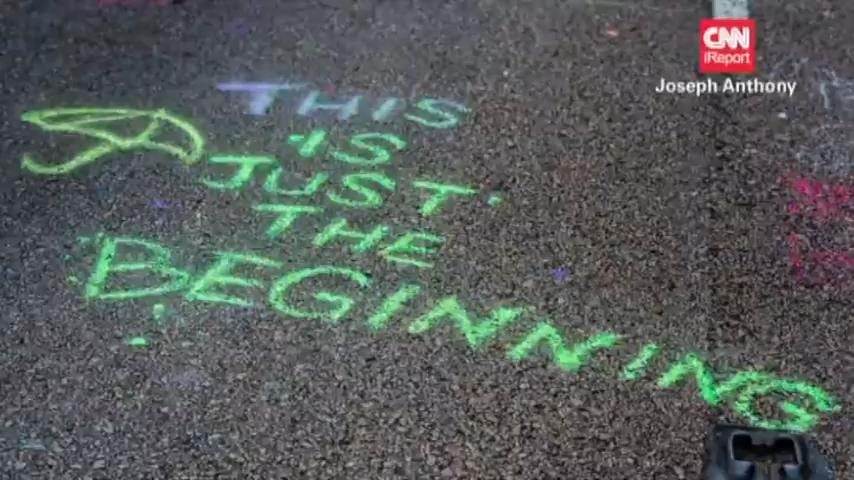 CNN
iReport
Joseph Anthony
THIS
IS
JUST
THE
BEGINNING